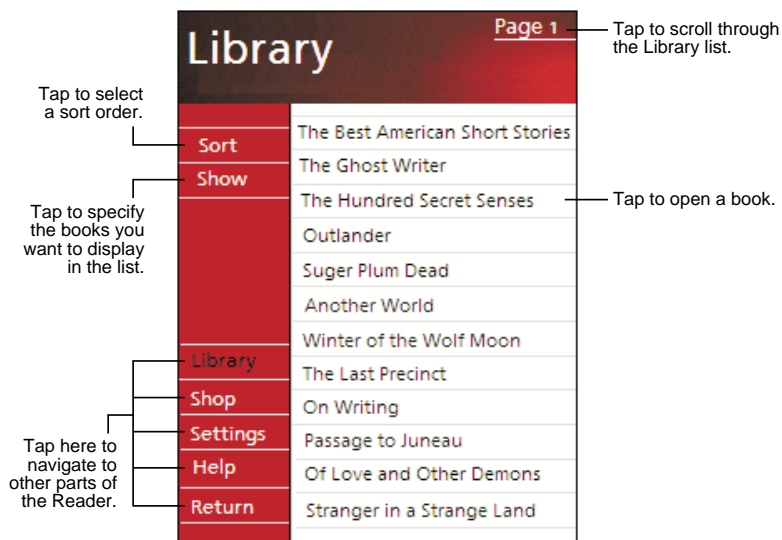 Library
Page 1
Tap to scroll through
the Library list.
Tap to select
a sort order.
Sort
Show
Tap to specify
the books you
want to display
in the list.
The Best American Short Stories
The Ghost Writer
The Hundred Secret Senses
Tap to open a book.
Outlander
Suger Plum Dead
Another World
Winter of the Wolf Moon
The Last Precinct
On Writing
Passage to Juneau
Of Love and Other Demons
Stranger in a Strange Land
Library
Shop
Settings
Help
Return
Tap here to
navigate to
other parts of
the Reader.